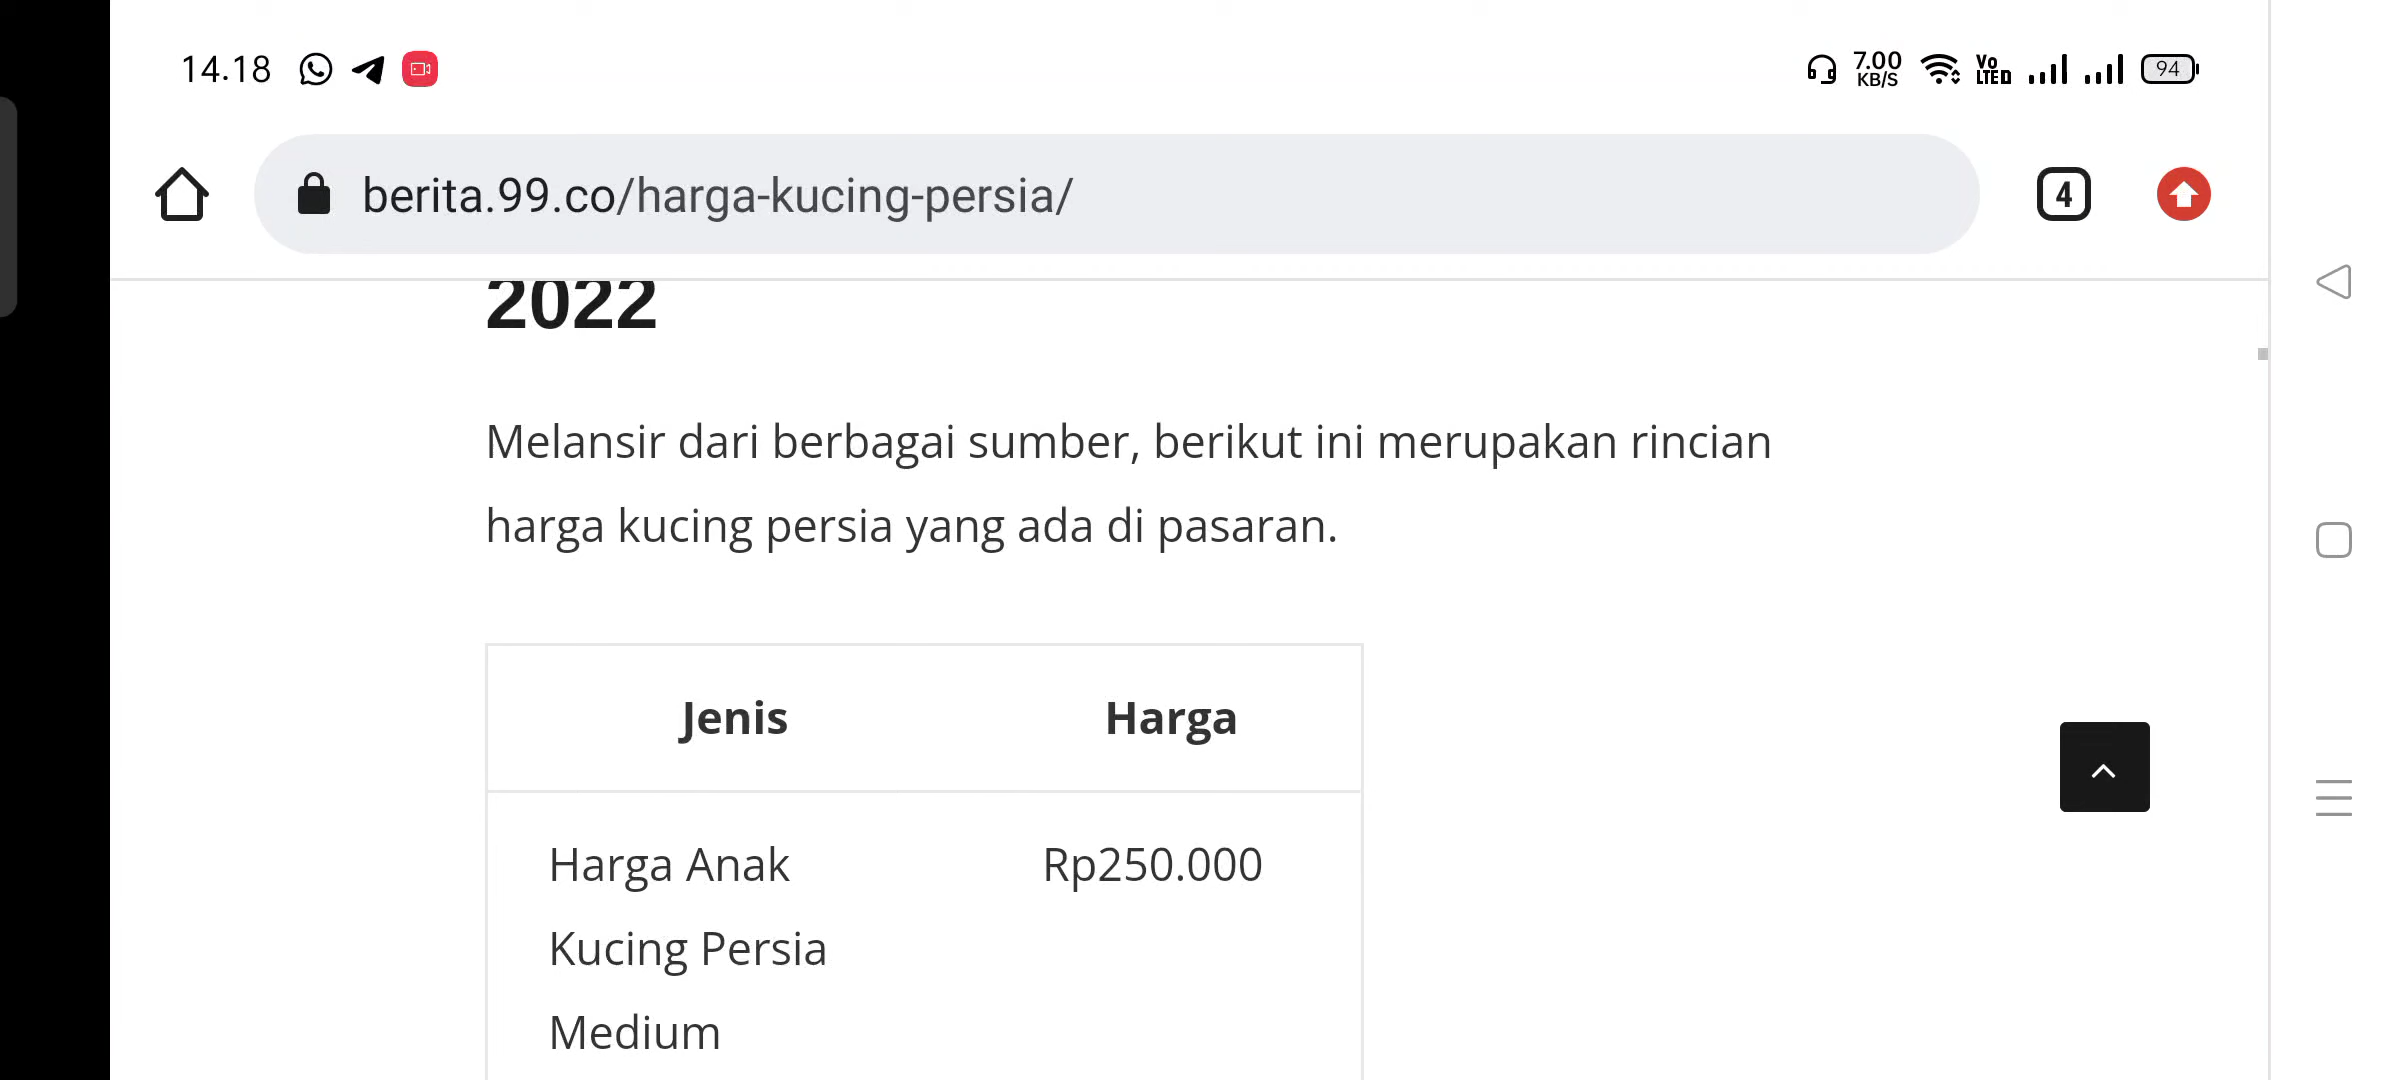 14.18
7.00
KB/S
Vo
LTE
94
berita.99.co/harga-kucing-persia/
4
2022
Melansir dari berbagai sumber, berikut ini merupakan rincian
harga kucing persia yang ada di pasaran.
Jenis Harga
Harga Anak Rp250.000
Kucing Persia
Medium